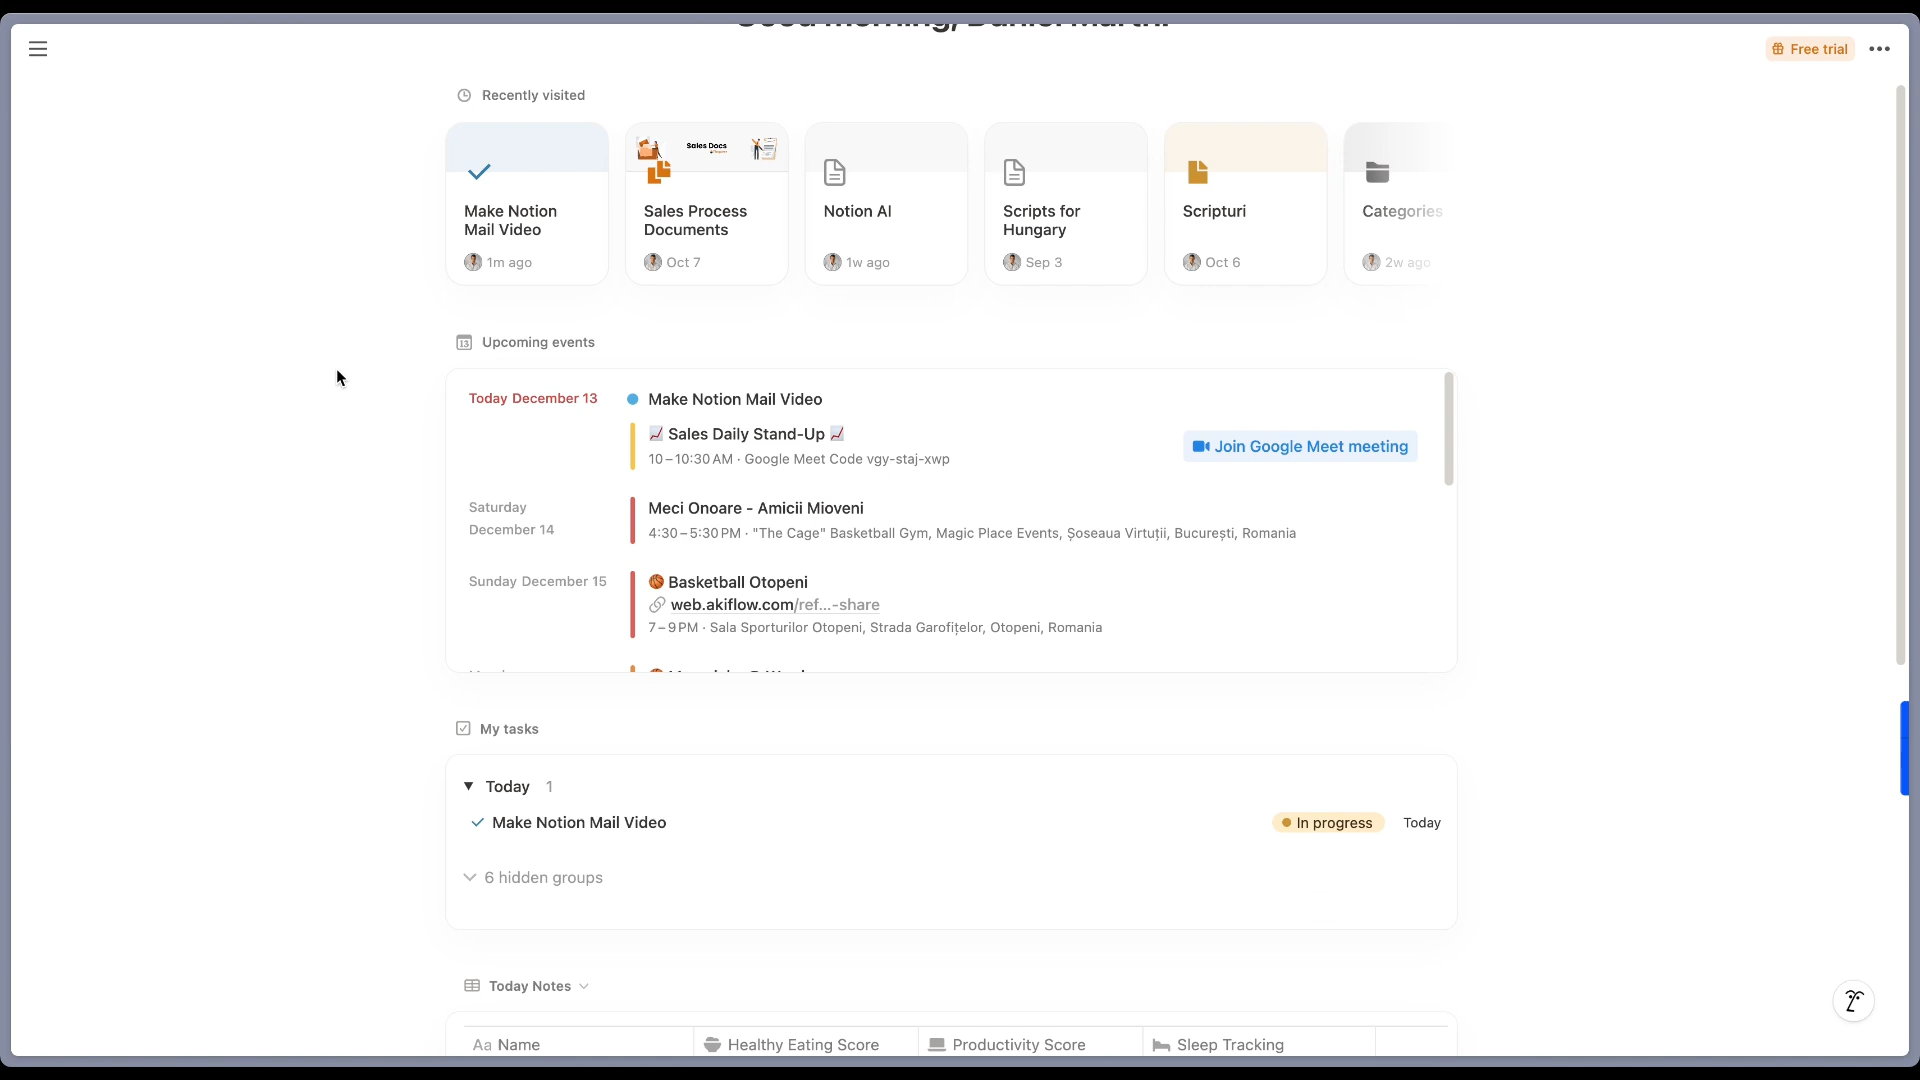 Good morning, Daniel Martin!
Free trial
Recently visited
Sales Docs
Make Notion
Mail Video
1m ago
Sales Process
Documents
Oct 7
Notion AI
1w ago
Scripts for
Hungary
Sep 3
Scripturi
Oct 6
Categories
2w ago
13
Upcoming events
Today December 13
Make Notion Mail Video
📈 Sales Daily Stand-Up 📈
10–10:30 AM · Google Meet Code vgy-staj-xwp
Join Google Meet meeting
Saturday
December 14
Meci Onoare - Amicii Mioveni
4:30–5:30 PM · "The Cage" Basketball Gym, Magic Place Events, Șoseaua Virtuții, București, Romania
Sunday December 15
🏀 Basketball Otopeni
web.akiflow.com/ref...-share
7–9 PM · Sala Sporturilor Otopeni, Strada Garofițelor, Otopeni, Romania
My tasks
Today 1
Make Notion Mail Video
In progress
Today
6 hidden groups
Today Notes
Aa Name
Healthy Eating Score
Productivity Score
Sleep Tracking